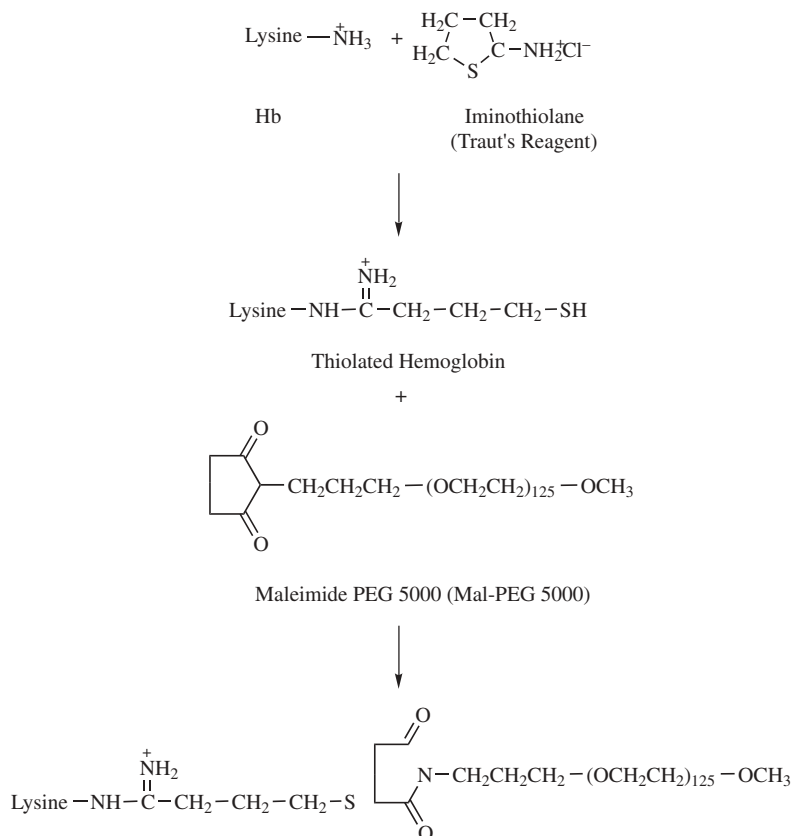 H₂C—CH₂
Lysine —N⁺H₃ + H₂C C—NH₂⁺Cl⁻
S
Hb Iminothiolane
(Traut's Reagent)
⁺NH₂
Lysine —NH—C—CH₂—CH₂—CH₂—SH
Thiolated Hemoglobin
+
O
CH₂CH₂CH₂—(OCH₂CH₂)₁₂₅—OCH₃
O
Maleimide PEG 5000 (Mal-PEG 5000)
O
⁺NH₂
N—CH₂CH₂CH₂—(OCH₂CH₂)₁₂₅—OCH₃
Lysine—NH—C—CH₂—CH₂—CH₂—S
O